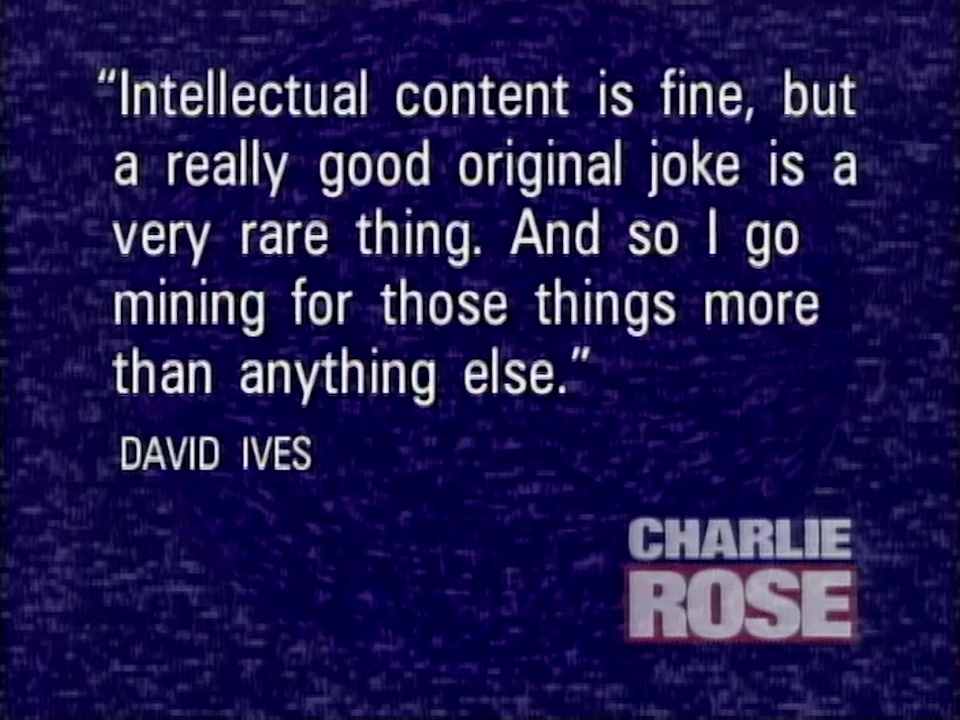 “Intellectual content is fine, but
a really good original joke is a
very rare thing. And so I go
mining for those things more
than anything else.”
DAVID IVES
CHARLIE
ROSE